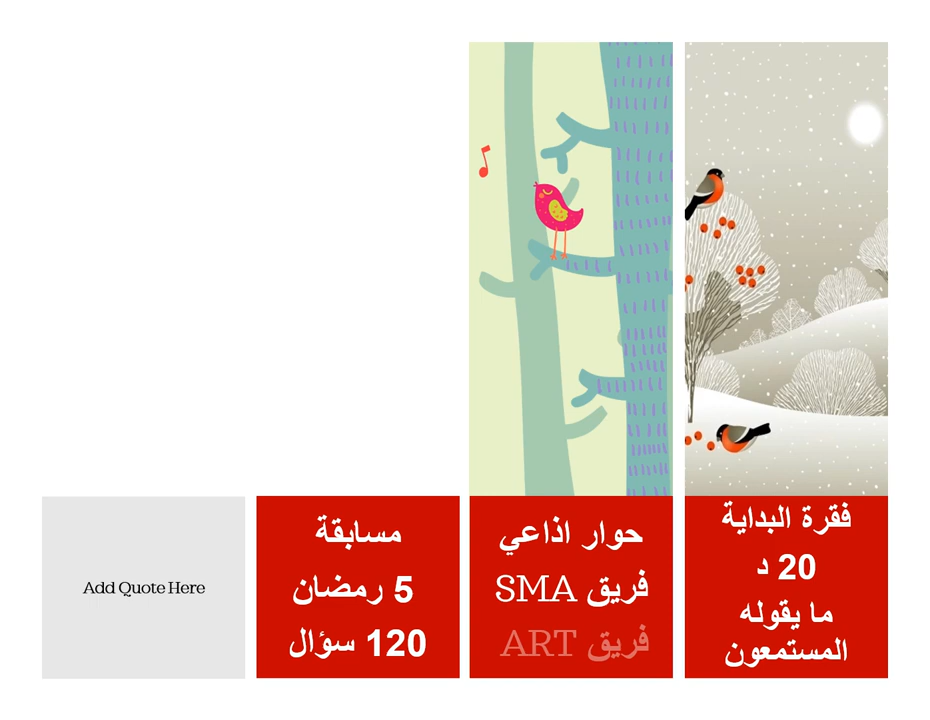 فقرة البداية
20 د
ما يقوله
المستمعون
حوار اذاعي
فريق SMA
فريق ART
مسابقة
5 رمضان
120 سؤال
Add Quote Here